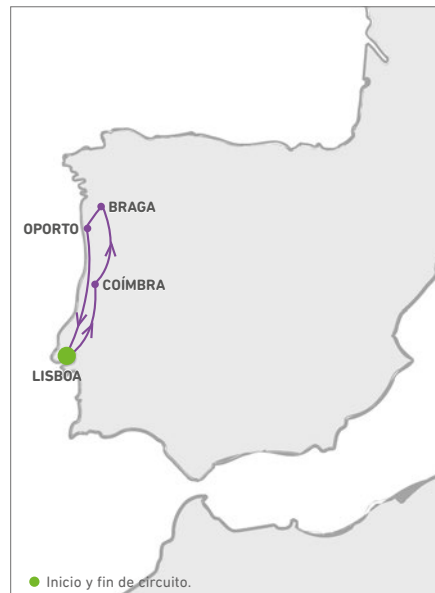 BRAGA
OPORTO
COÍMBRA
LISBOA
Inicio y fin de circuito.